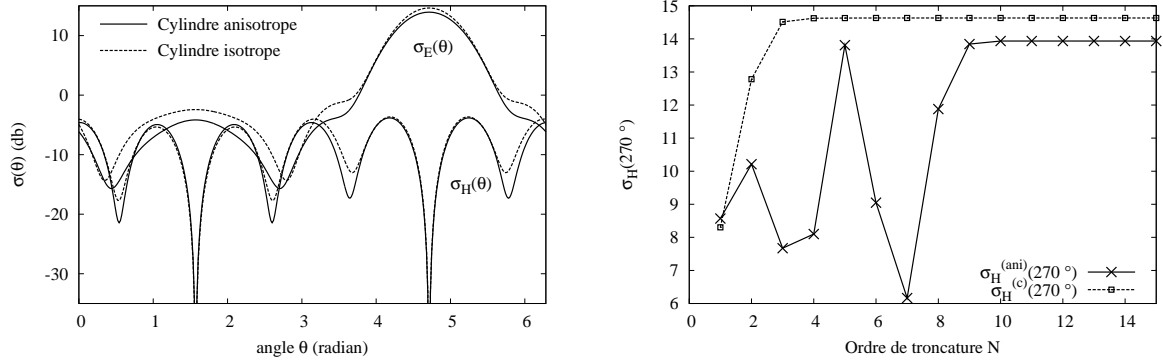 Cylindre anisotrope
Cylindre isotrope
σE(θ)
σH(θ)
σ(θ) (db)
10
0
-10
-20
-30
0 1 2 3 4 5 6
angle θ (radian)
σH(270 °)
15
14
13
12
11
10
9
8
7
6
0 2 4 6 8 10 12 14
Ordre de troncature N
σH(ani)(270 °)
σH(c)(270 °)